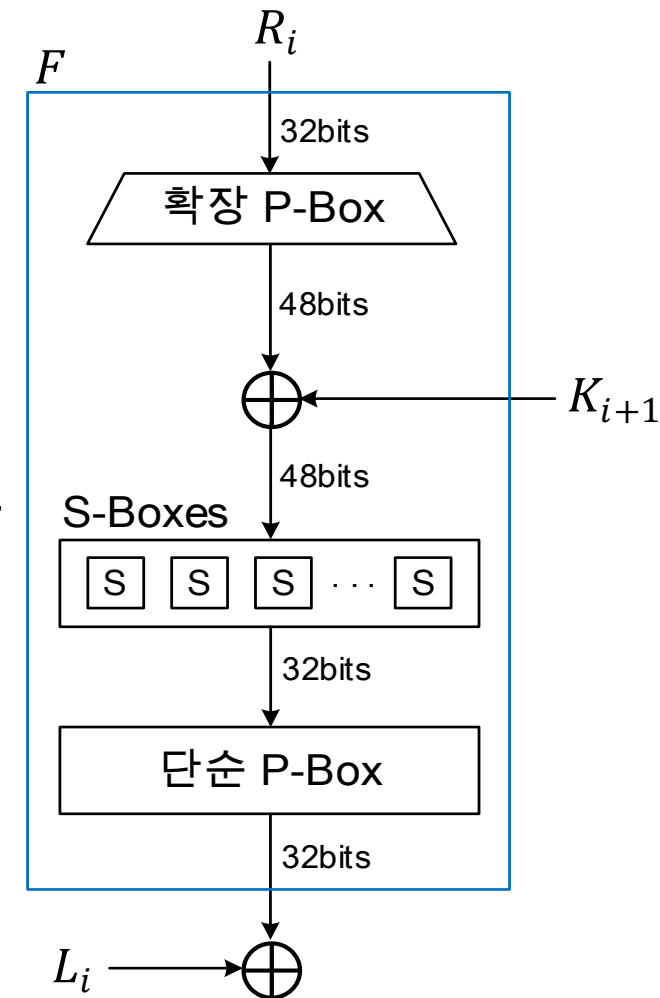 R_i
F
32bits
확장 P-Box
48bits
K_{i+1}
48bits
S-Boxes
S S S ··· S
32bits
단순 P-Box
32bits
L_i